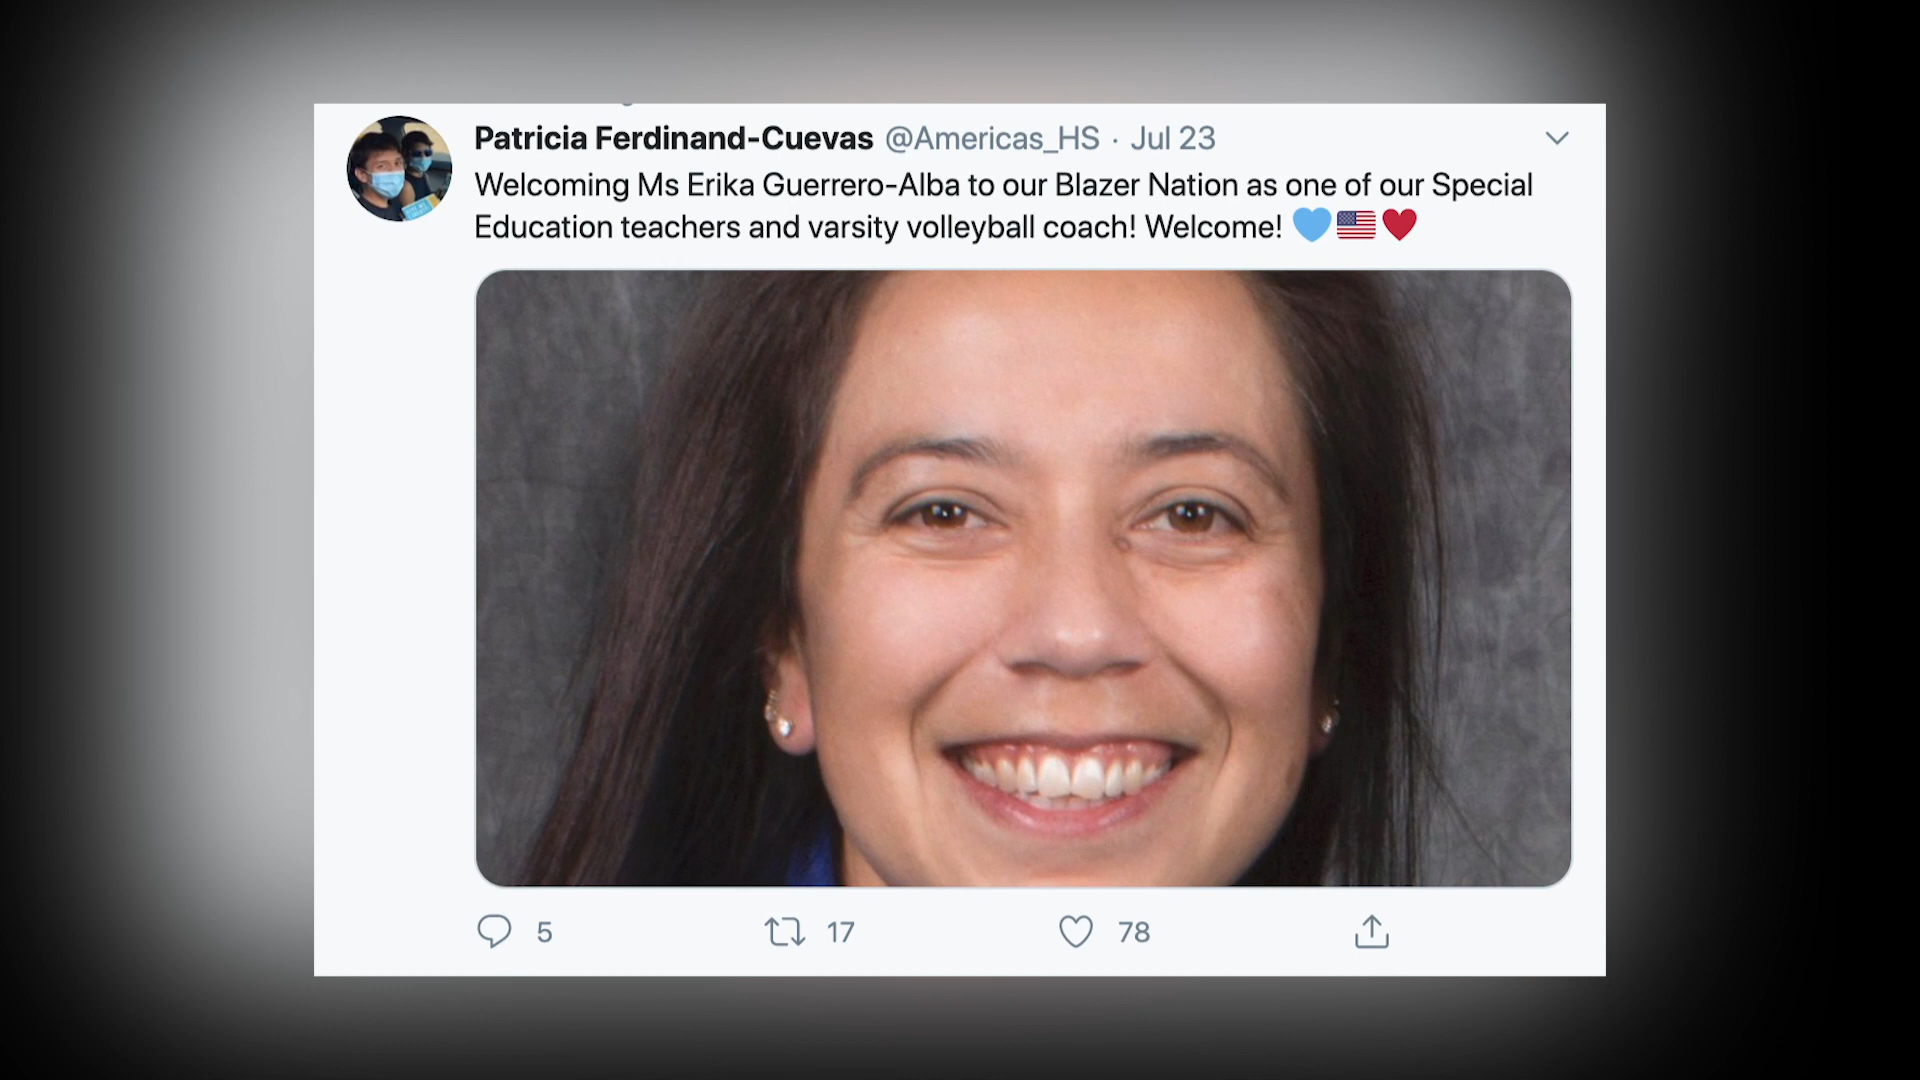 Patricia Ferdinand-Cuevas @Americas_HS · Jul 23
Welcoming Ms Erika Guerrero-Alba to our Blazer Nation as one of our Special
Education teachers and varsity volleyball coach! Welcome! 💙🇺🇸❤️
5 17 78